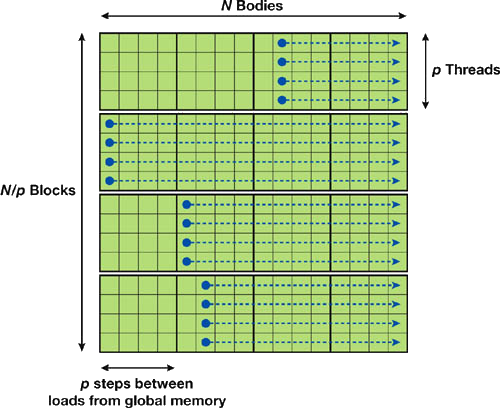 N Bodies
p Threads
N/p Blocks
p steps between
loads from global memory